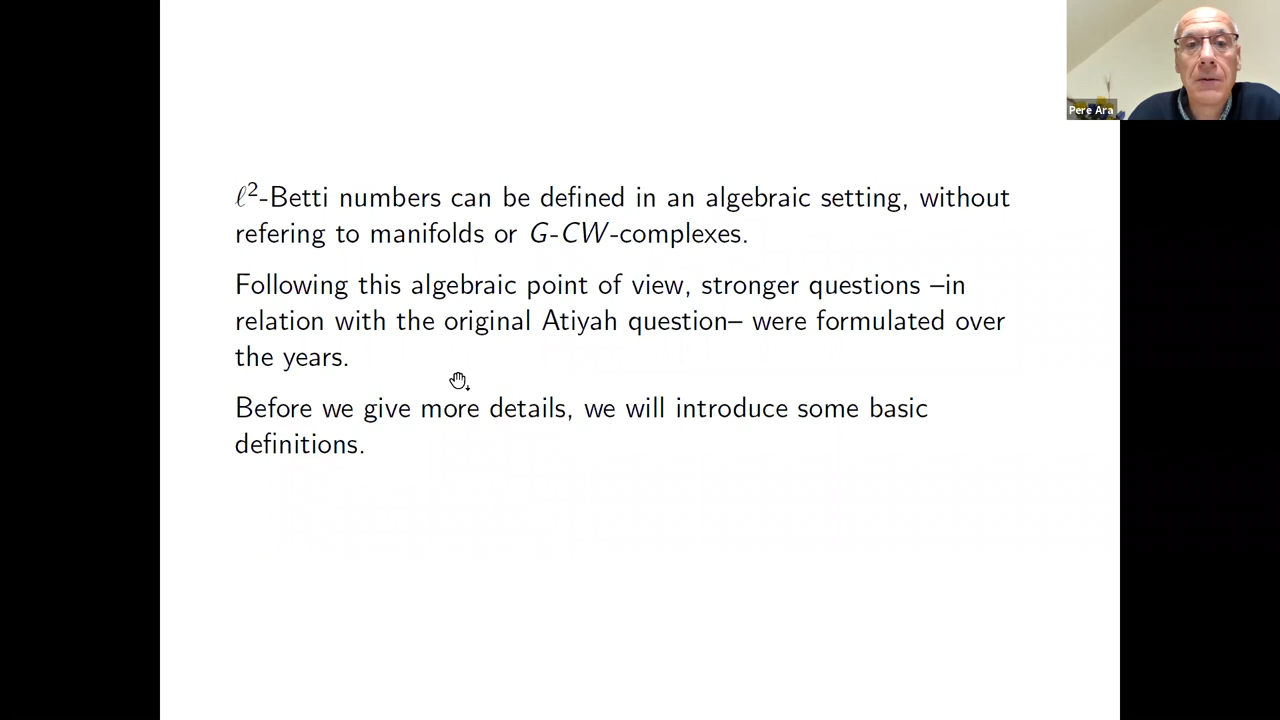 Pere Ara
ℓ²-Betti numbers can be defined in an algebraic setting, without
refering to manifolds or G-CW-complexes.
Following this algebraic point of view, stronger questions –in
relation with the original Atiyah question– were formulated over
the years.
Before we give more details, we will introduce some basic
definitions.